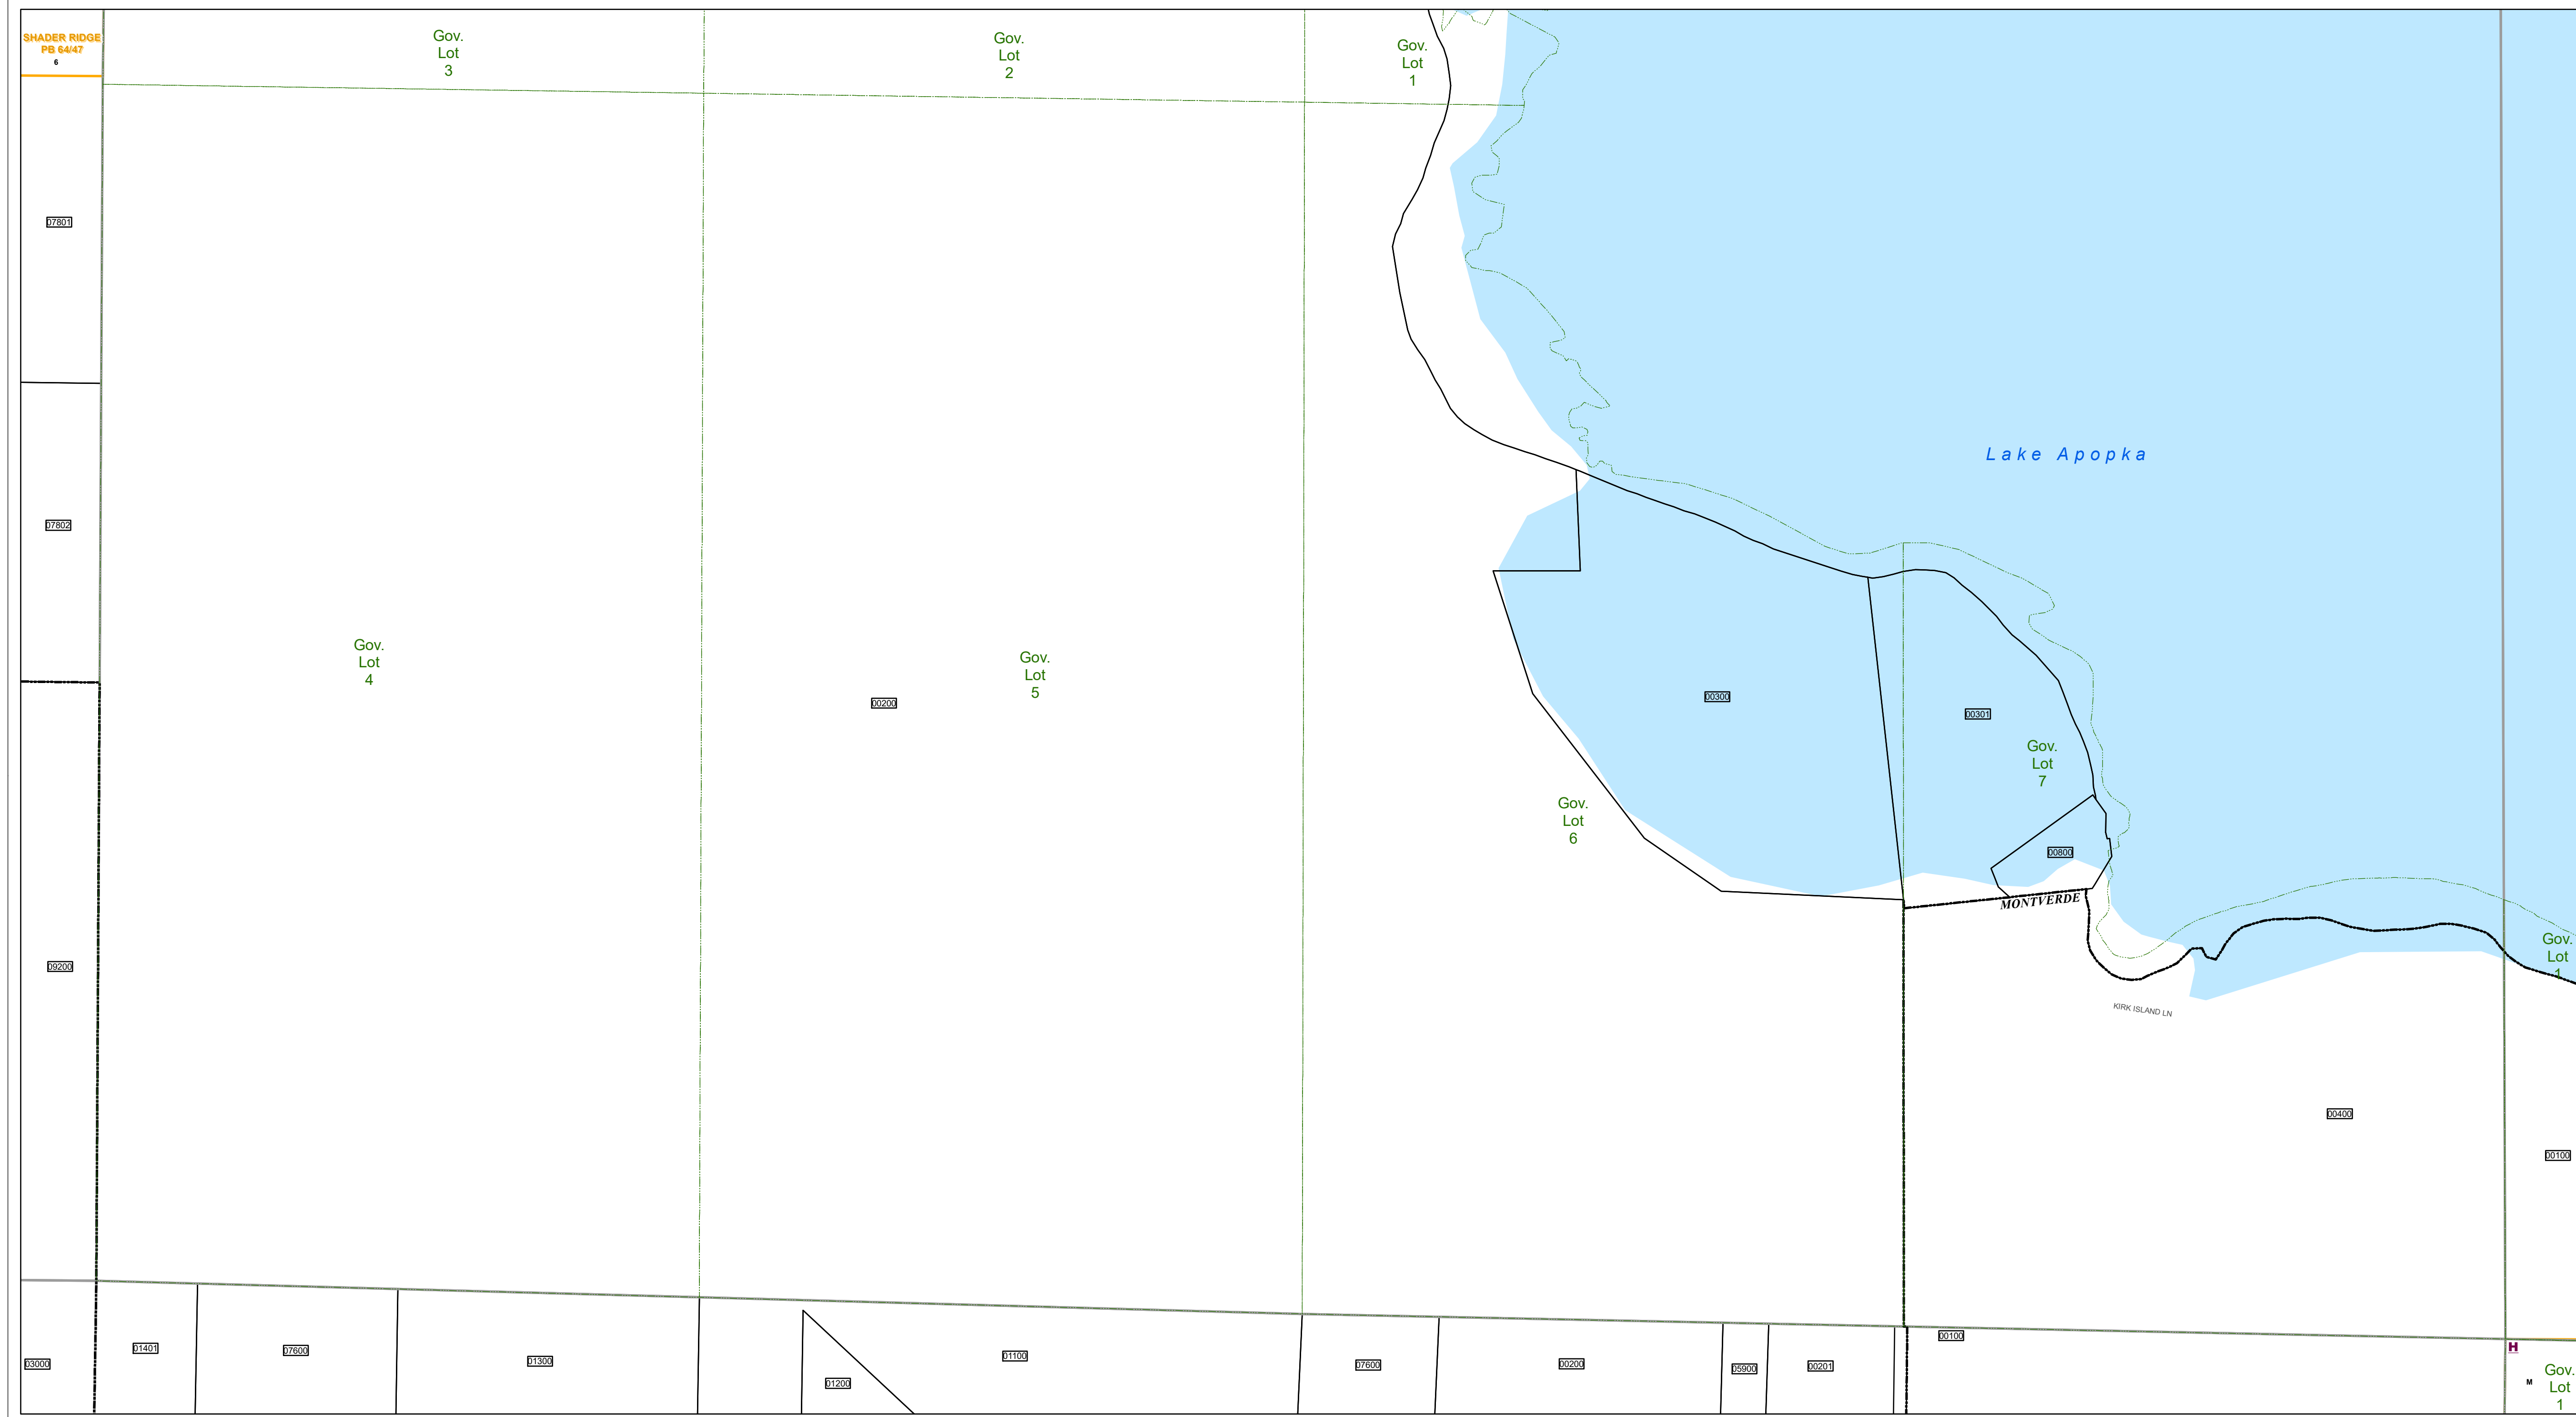 SHADER RIDGE
PB 64/47
6
Gov.
Lot
3
Gov.
Lot
2
Gov.
Lot
1
07801
Lake Apopka
07802
Gov.
Lot
4
Gov.
Lot
5
00200
00300
00301
Gov.
Lot
7
Gov.
Lot
6
00800
MONTVERDE
09200
Gov.
Lot
1
KIRK ISLAND LN
00400
00100
03000
01401
07600
01300
01200
01100
07600
00200
05900
00201
00100
H
M
Gov.
Lot
1